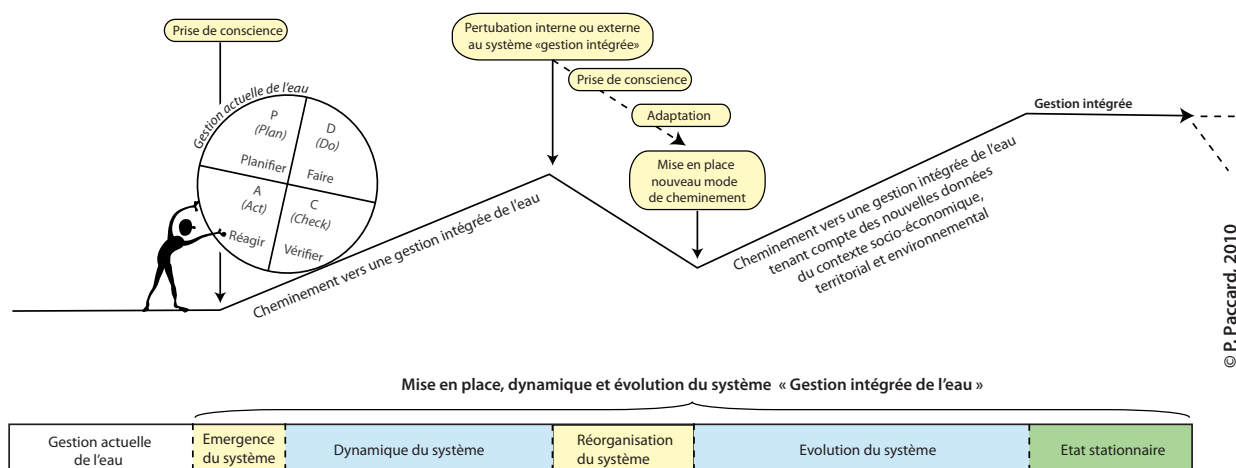 Prise de conscience
Gestion actuelle de l'eau
P
(Plan)
Planifier
D
(Do)
Faire
A
(Act)
Réagir
C
(Check)
Vérifier
Cheminement vers une gestion intégrée de l'eau
Pertubation interne ou externe
au système «gestion intégrée»
Prise de conscience
Adaptation
Mise en place
nouveau mode
de cheminement
Cheminement vers une gestion intégrée de l'eau
tenant compte des nouvelles données
du contexte socio-économique,
territorial et environnemental
Gestion intégrée
© P. Paccard, 2010
Mise en place, dynamique et évolution du système « Gestion intégrée de l'eau »
Gestion actuelle
de l'eau
Emergence
du système
Dynamique du système
Réorganisation
du système
Evolution du système
Etat stationnaire